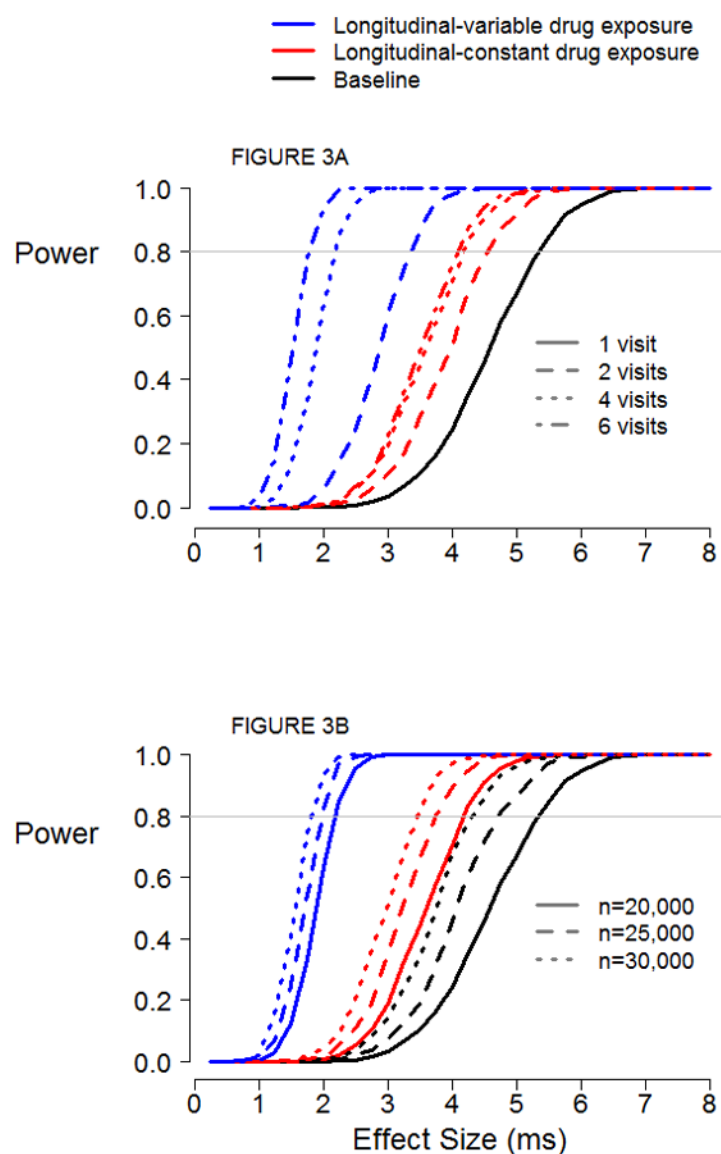 Longitudinal-variable drug exposure
Longitudinal-constant drug exposure
Baseline
FIGURE 3A
1.0
Power
0.8
0.6
0.4
0.2
0.0
1 visit
2 visits
4 visits
6 visits
0 1 2 3 4 5 6 7 8
FIGURE 3B
1.0
Power
0.8
0.6
0.4
0.2
0.0
n=20,000
n=25,000
n=30,000
0 1 2 3 4 5 6 7 8
Effect Size (ms)